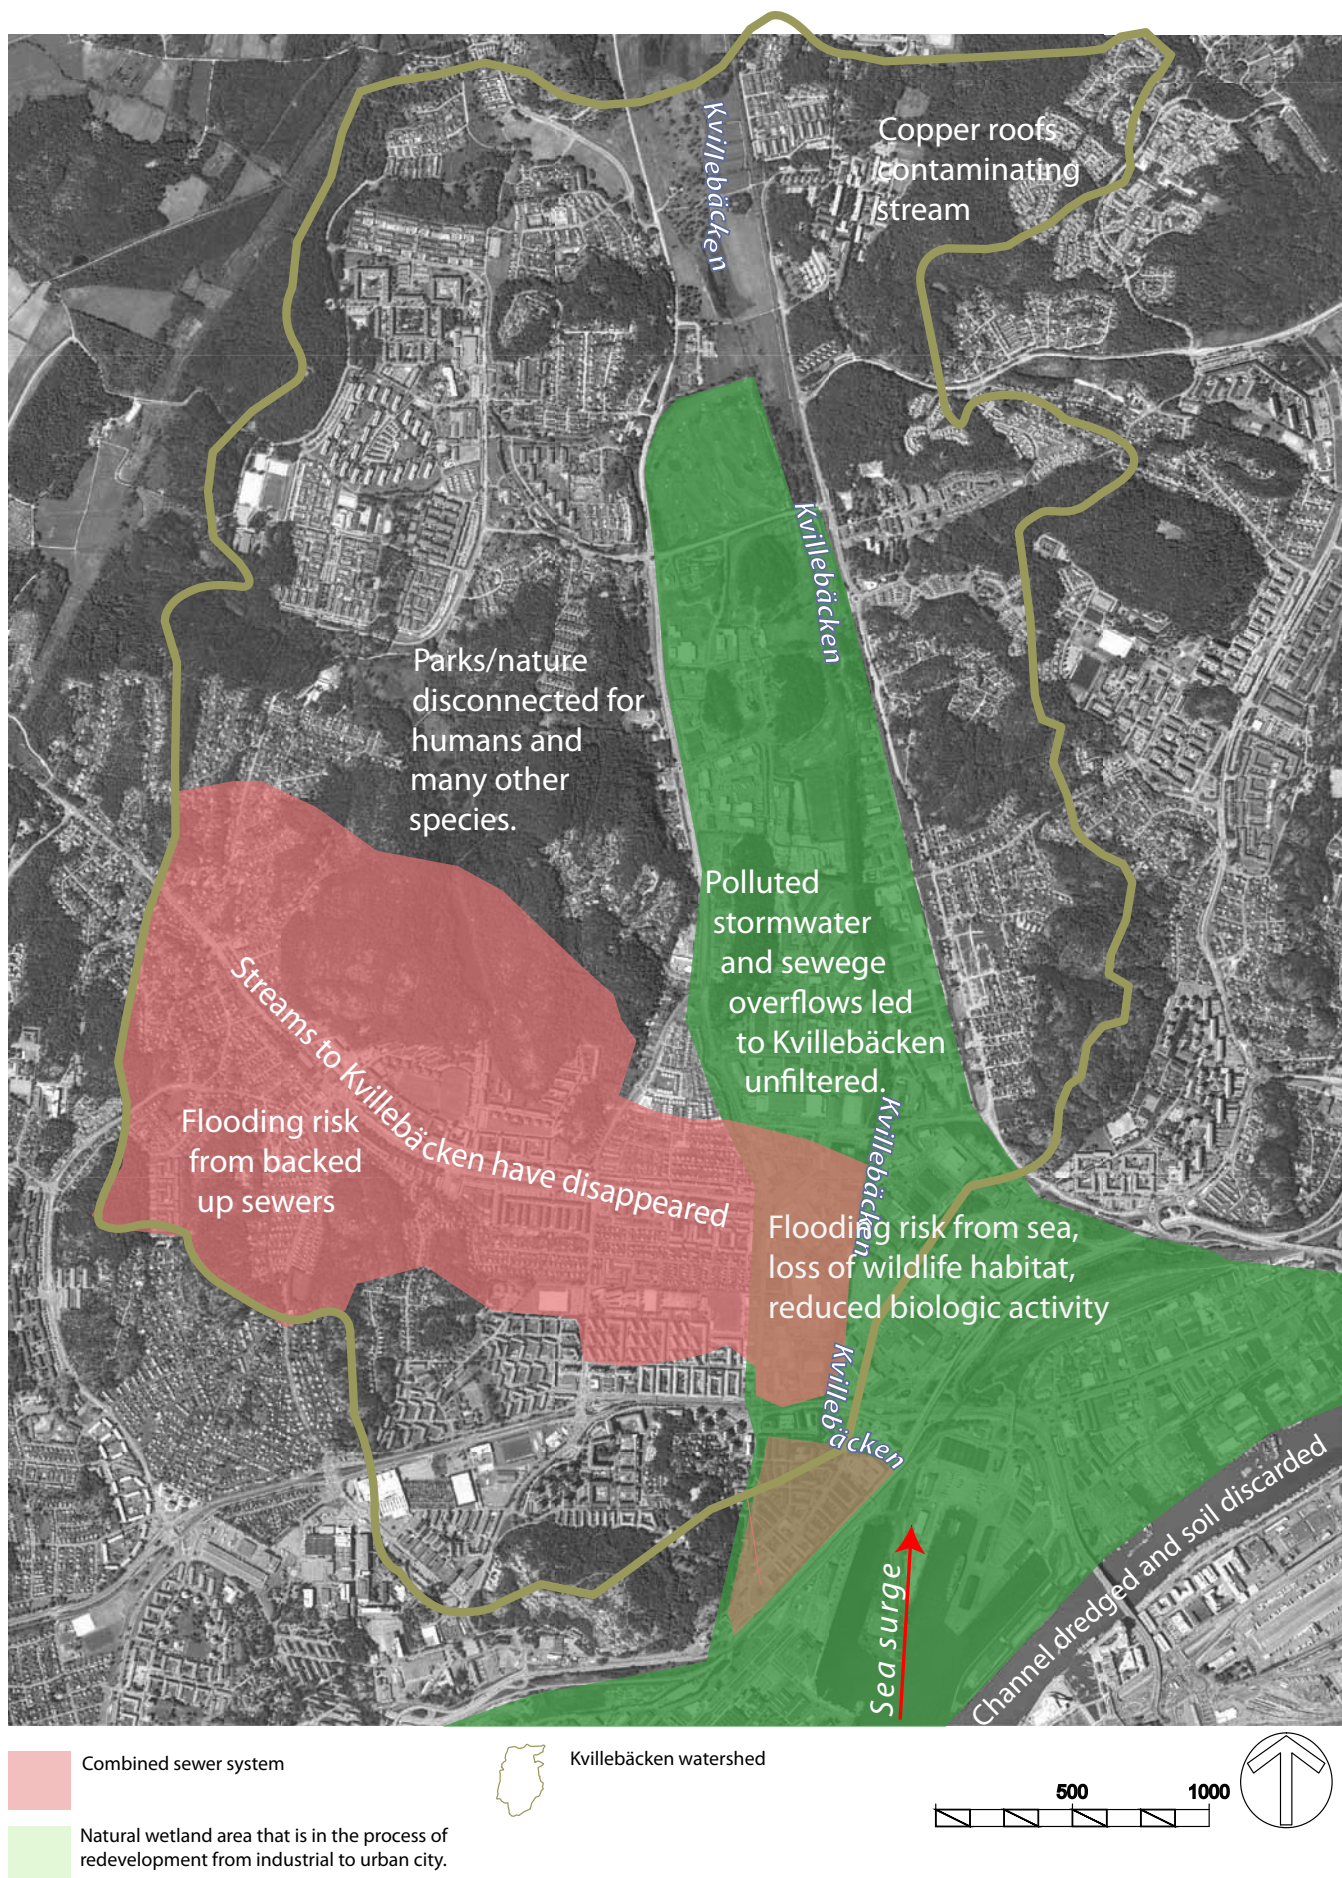 Kvillebäcken
Copper roofs
contaminating
stream
Kvillebäcken
Parks/nature
disconnected for
humans and
many other
species.
Polluted
stormwater
and sewege
overflows led
to Kvillebäcken
unfiltered.
Streams to Kvillebäcken have disappeared
Flooding risk
from backed
up sewers
Kvillebäcken
Flooding risk from sea,
loss of wildlife habitat,
reduced biologic activity
Kvillebäcken
Sea surge
Channel dredged and soil discarded
Combined sewer system
Kvillebäcken watershed
500 1000
Natural wetland area that is in the process of
redevelopment from industrial to urban city.